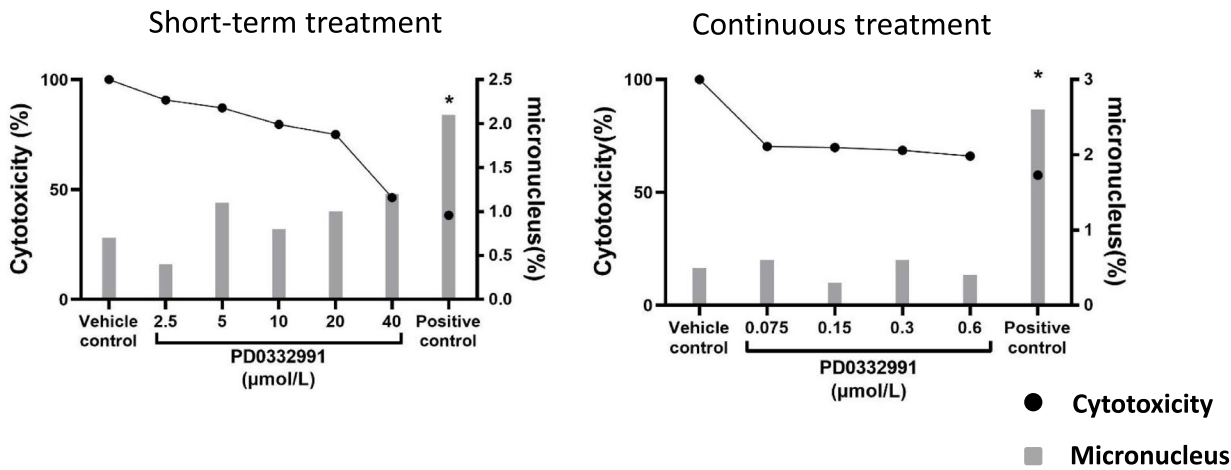 Short-term treatment
Continuous treatment
Cytotoxicity (%)
100
50
0
2.5
2.0
1.5
1.0
0.5
0.0
micronucleus(%)
*
Vehicle
control
2.5
5
10
20
40
Positive
control
PD0332991
(μmol/L)
Cytotoxicity(%)
100
50
0
3
2
1
0
micronucleus(%)
*
Vehicle
control
0.075
0.15
0.3
0.6
Positive
control
PD0332991
(μmol/L)
Cytotoxicity
Micronucleus